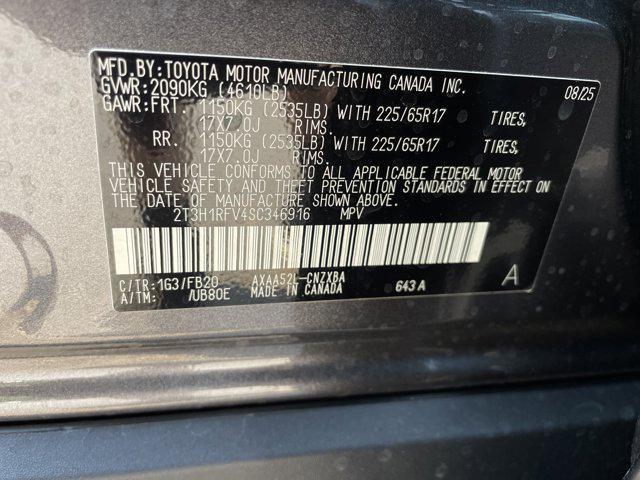 MFD. BY: TOYOTA MOTOR MANUFACTURING CANADA INC.
GVWR: 2090KG (4610LB) 08/25
GAWR: FRT. 1150KG (2535LB) WITH 225/65R17 TIRES,
17X7.0J RIMS.
RR. 1150KG (2535LB) WITH 225/65R17 TIRES,
17X7.0J RIMS.
THIS VEHICLE CONFORMS TO ALL APPLICABLE FEDERAL MOTOR
VEHICLE SAFETY AND THEFT PREVENTION STANDARDS IN EFFECT ON
THE DATE OF MANUFACTURE SHOWN ABOVE.
2T3H1RFV4SC346916 MPV
C/TR: 1G3/FB20 AXAA52L-CNZXBA 643 A A
A/TM: /UB80E MADE IN CANADA